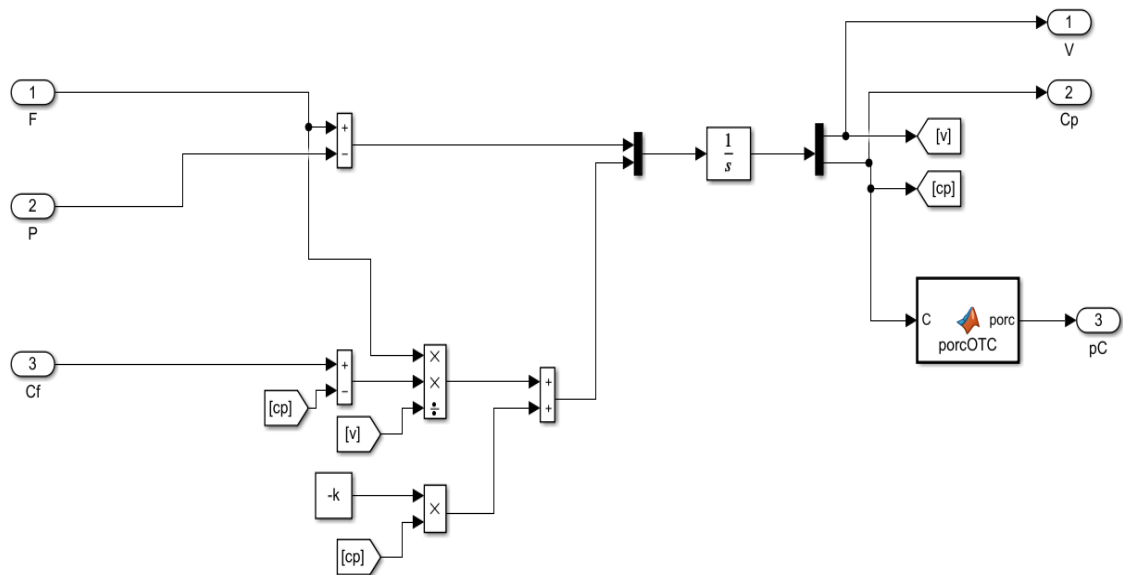 1
V
1
F
2
Cp
+
−
[v]
1
s
[cp]
2
P
C
porc
porcOTC
3
pC
3
Cf
+
−
×
×
÷
[cp]
[v]
+
+
-k
×
[cp]